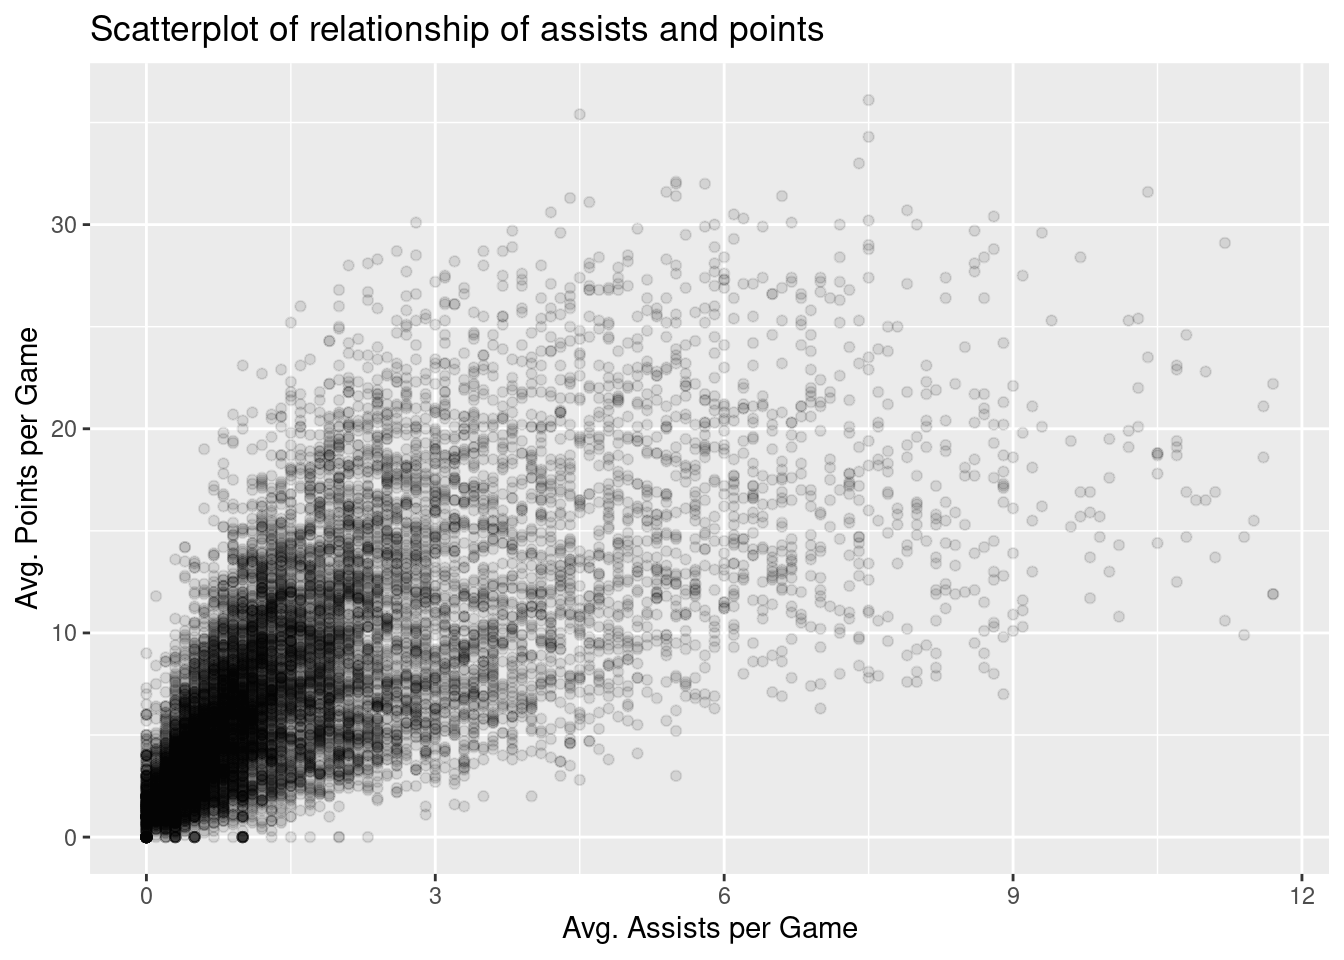 Scatterplot of relationship of assists and points
30
20
10
0
Avg. Points per Game
0 3 6 9 12
Avg. Assists per Game